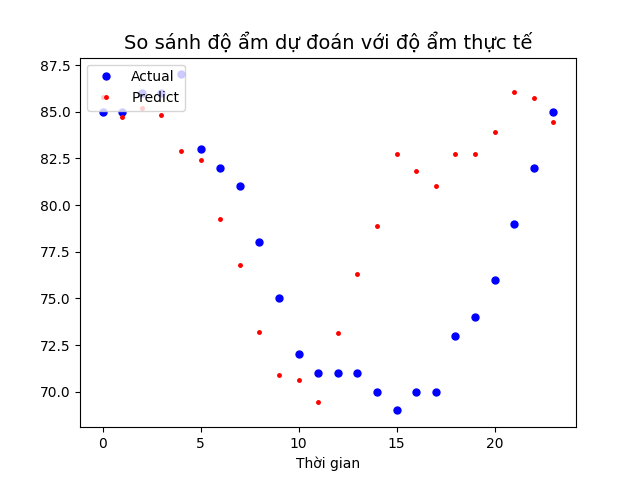 So sánh độ ẩm dự đoán với độ ẩm thực tế
87.5
85.0
82.5
80.0
77.5
75.0
72.5
70.0
Actual
Predict
0 5 10 15 20
Thời gian